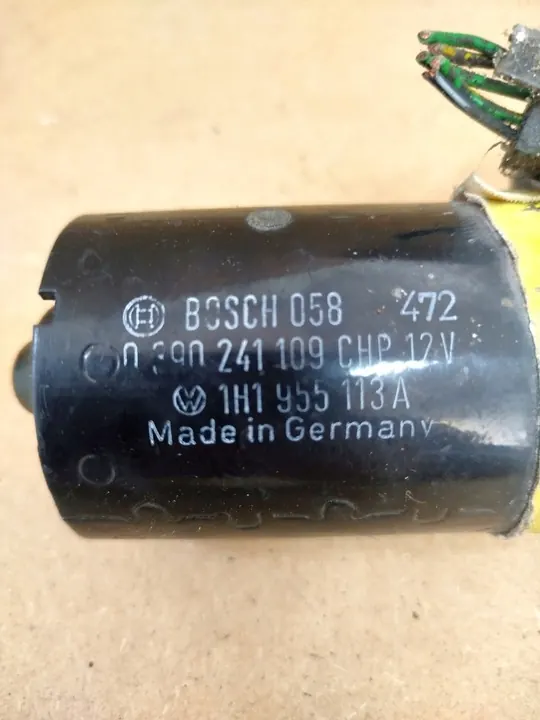 BOSCH 058 472
0 390 241 109 CHP 12V
1H1 955 113 A
Made in Germany